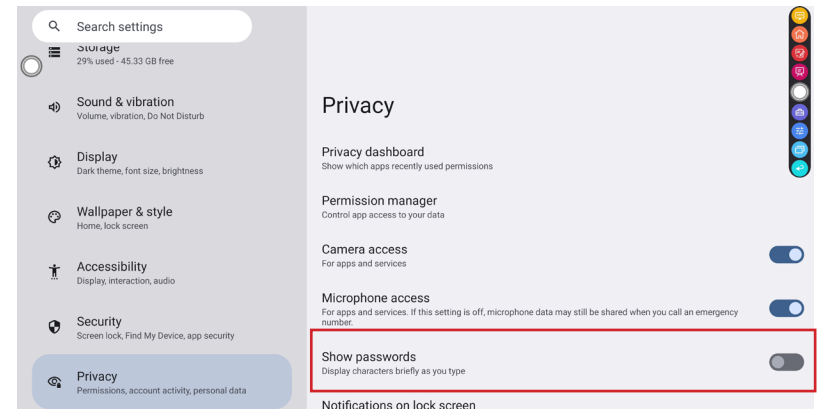 Search settings
Storage
29% used - 45.33 GB free
Sound & vibration
Volume, vibration, Do Not Disturb
Display
Dark theme, font size, brightness
Wallpaper & style
Home, lock screen
Accessibility
Display, interaction, audio
Security
Screen lock, Find My Device, app security
Privacy
Permissions, account activity, personal data
Privacy
Privacy dashboard
Show which apps recently used permissions
Permission manager
Control app access to your data
Camera access
For apps and services
Microphone access
For apps and services. If this setting is off, microphone data may still be shared when you call an emergency
number.
Show passwords
Display characters briefly as you type
Notifications on lock screen